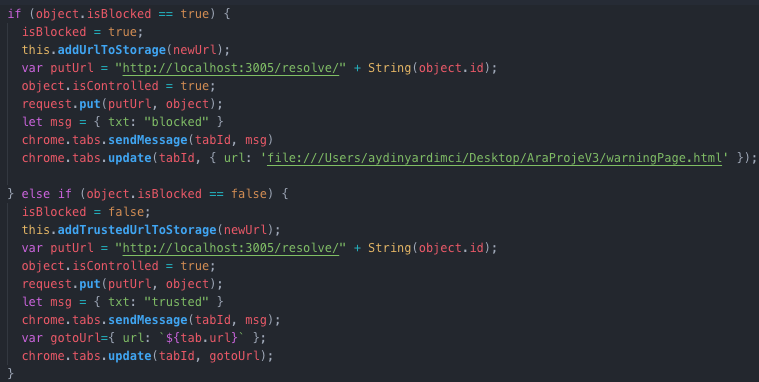 if (object.isBlocked == true) {
isBlocked = true;
this.addUrlToStorage(newUrl);
var putUrl = "http://localhost:3005/resolve/" + String(object.id);
object.isControlled = true;
request.put(putUrl, object);
let msg = { txt: "blocked" }
chrome.tabs.sendMessage(tabId, msg)
chrome.tabs.update(tabId, { url: 'file:///Users/aydinyardimci/Desktop/AraProjeV3/warningPage.html' });
} else if (object.isBlocked == false) {
isBlocked = false;
this.addTrustedUrlToStorage(newUrl);
var putUrl = "http://localhost:3005/resolve/" + String(object.id);
object.isControlled = true;
request.put(putUrl, object);
let msg = { txt: "trusted" }
chrome.tabs.sendMessage(tabId, msg);
var gotoUrl={ url: `${tab.url}` };
chrome.tabs.update(tabId, gotoUrl);
}